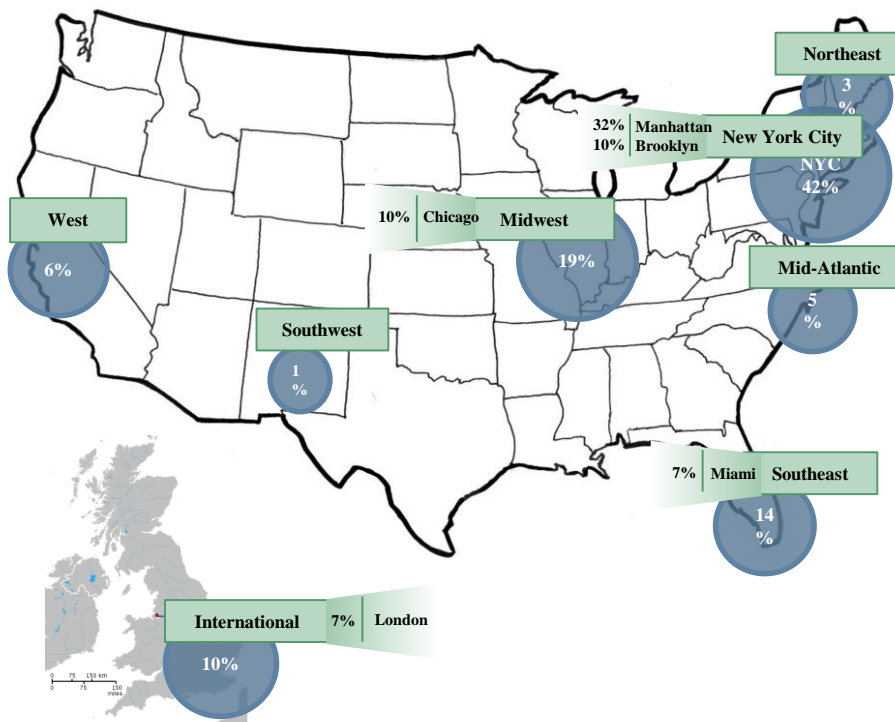 Northeast
3
%
32% Manhattan
10% Brooklyn
New York City
NYC
42%
West
6%
10% Chicago
Midwest
19%
Mid-Atlantic
5
%
Southwest
1
%
7% Miami
Southeast
14
%
International
7% London
10%
0 75 150 km
0 75 150
miles